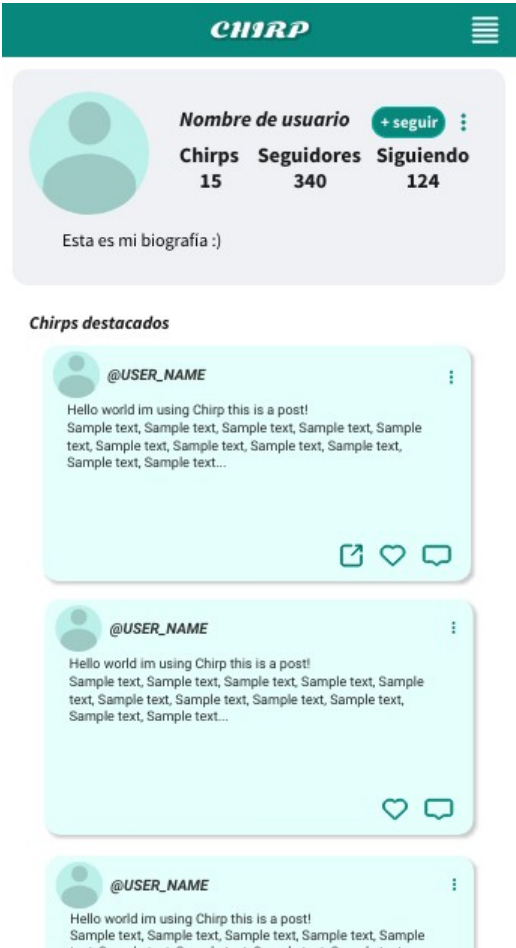 CHIRP
Nombre de usuario + seguir
Chirps Seguidores Siguiendo
15 340 124
Esta es mi biografía :)
Chirps destacados
@USER_NAME
Hello world im using Chirp this is a post!
Sample text, Sample text, Sample text, Sample text, Sample
text, Sample text, Sample text, Sample text, Sample text,
Sample text, Sample text...
@USER_NAME
Hello world im using Chirp this is a post!
Sample text, Sample text, Sample text, Sample text, Sample
text, Sample text, Sample text, Sample text, Sample text,
Sample text, Sample text...
@USER_NAME
Hello world im using Chirp this is a post!
Sample text, Sample text, Sample text, Sample text, Sample